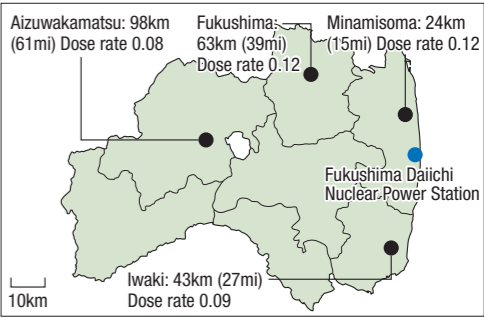 Aizuwakamatsu: 98km
(61mi) Dose rate 0.08
Fukushima:
63km (39mi)
Dose rate
0.12
Minamisoma: 24km
(15mi) Dose rate 0.12
Fukushima Daiichi
Nuclear Power Station
Iwaki: 43km (27mi)
Dose rate 0.09
10km